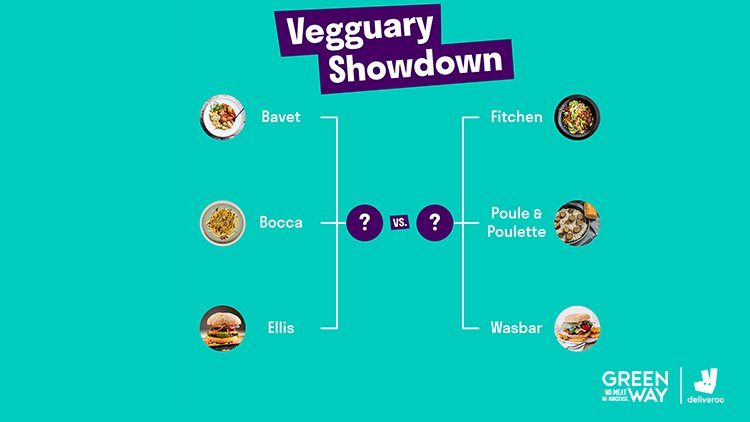 Vegguary
Showdown
Bavet
Fitchen
Bocca
?
vs.
?
Poule &
Poulette
Ellis
Wasbar
GREEN
NO MEAT.
NO NONSENSE.
WAY
deliveroo